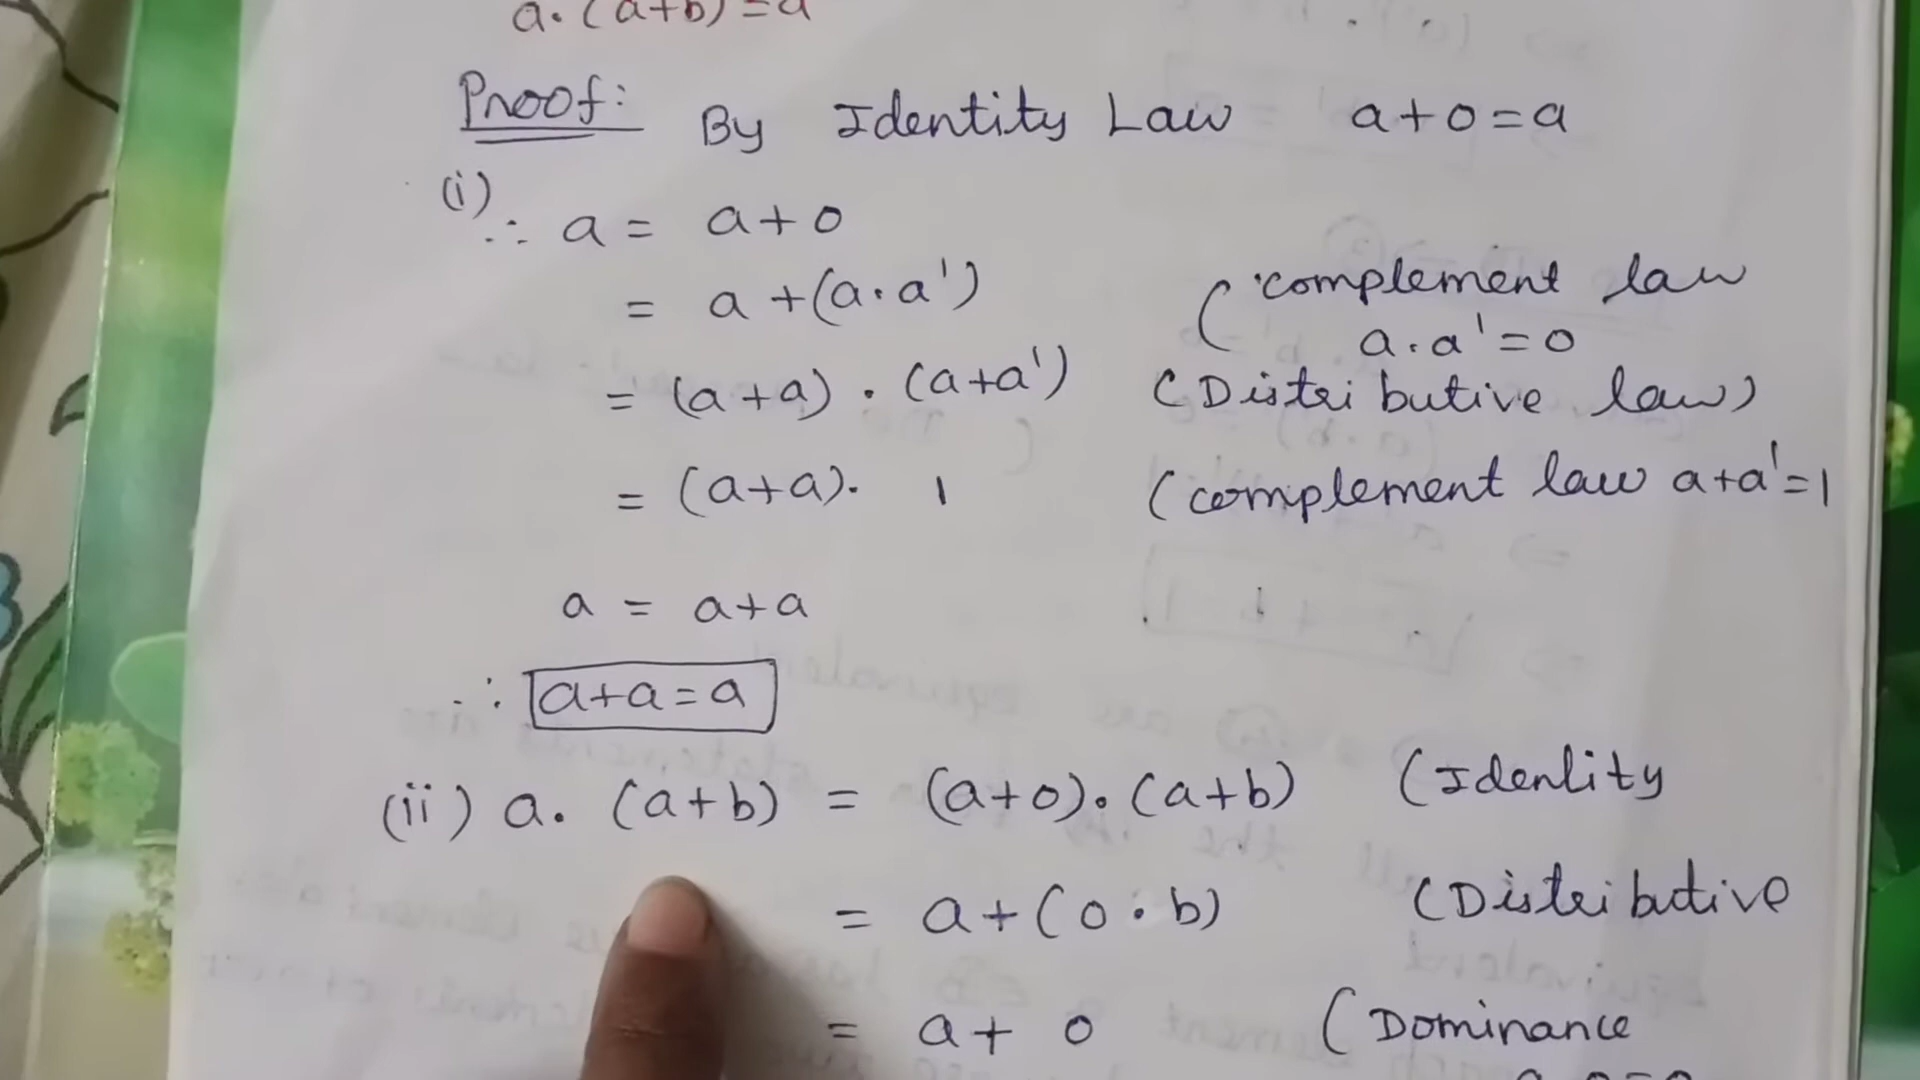 a.(a+b)=a
Proof: By Identity Law a+0=a
(i) ∴ a = a+0
= a+(a.a') (complement law
a.a'=0
= (a+a).(a+a') (Distributive law)
= (a+a). 1 (complement law a+a'=1
a = a+a
∴ a+a=a
(ii) a.(a+b) = (a+0).(a+b) (Identity
= a+(0.b) (Distributive
= a+0 (Dominance